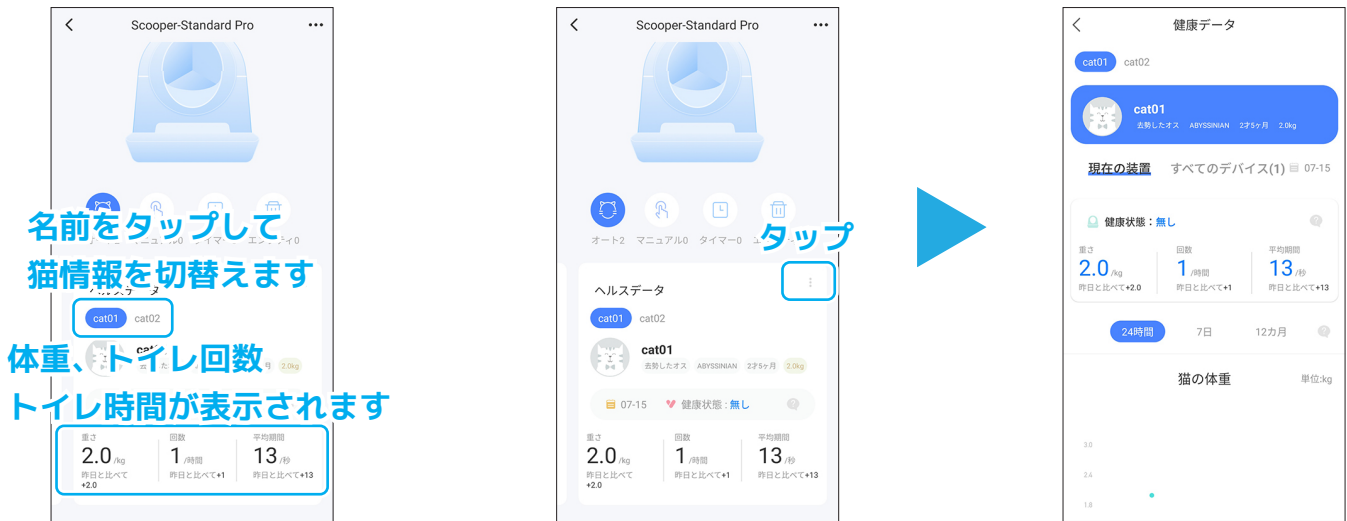 Scooper-Standard Pro
名前をタップして
猫情報を切替えます
ヘルスデータ
cat01 cat02
体重、トイレ回数
2.0kg
トイレ時間が表示されます
重さ 回数 平均期間
2.0 /kg 1 /時間 13 /秒
昨日と比べて+2.0 昨日と比べて+1 昨日と比べて+13
Scooper-Standard Pro
オート2 マニュアル0 タイマー0
タップ
ヘルスデータ
cat01 cat02
cat01
去勢したオス ABYSSINIAN 2才5ヶ月 2.0kg
07-15 健康状態 : 無し
重さ 回数 平均期間
2.0 /kg 1 /時間 13 /秒
昨日と比べて+2.0 昨日と比べて+1 昨日と比べて+13
健康データ
cat01 cat02
cat01
去勢したオス ABYSSINIAN 2才5ヶ月 2.0kg
現在の装置 すべてのデバイス(1) 07-15
健康状態：無し
重さ 回数 平均期間
2.0 /kg 1 /時間 13 /秒
昨日と比べて+2.0 昨日と比べて+1 昨日と比べて+13
24時間 7日 12カ月
猫の体重 単位:kg
3.0
2.4
1.8